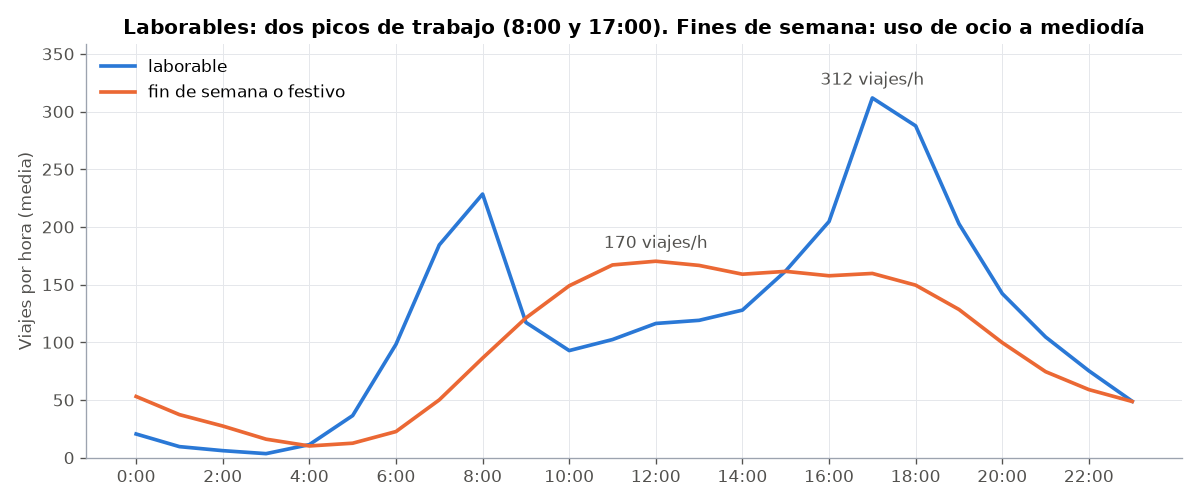 Laborables: dos picos de trabajo (8:00 y 17:00). Fines de semana: uso de ocio a mediodía
laborable
fin de semana o festivo
312 viajes/h
170 viajes/h
Viajes por hora (media)
350
300
250
200
150
100
50
0
0:00 2:00 4:00 6:00 8:00 10:00 12:00 14:00 16:00 18:00 20:00 22:00